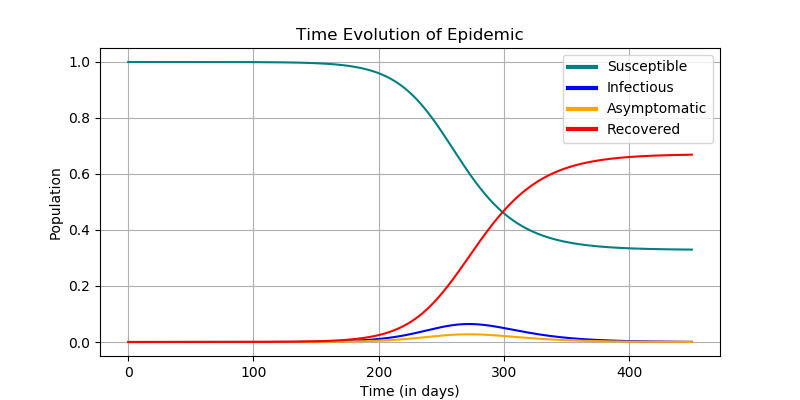 Time Evolution of Epidemic
1.0
0.8
0.6
0.4
0.2
0.0
Population
Susceptible
Infectious
Asymptomatic
Recovered
0 100 200 300 400
Time (in days)